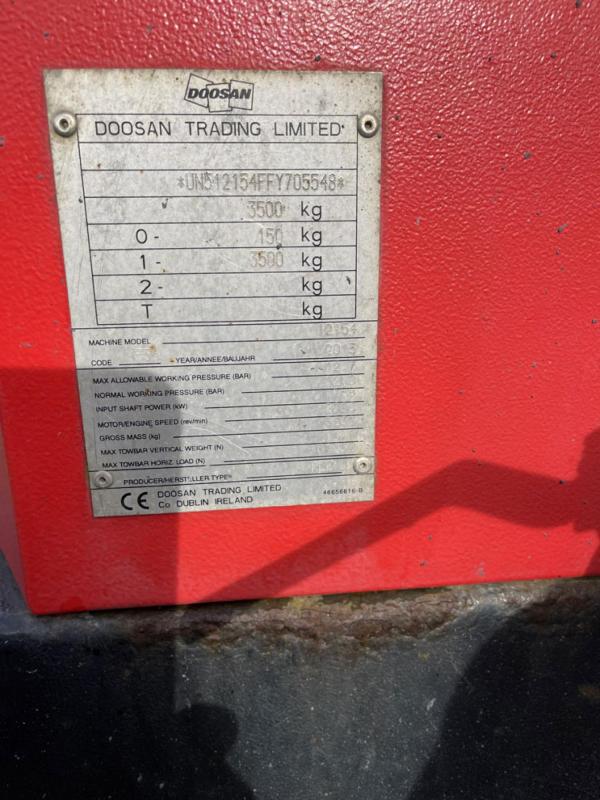 DOOSAN
DOOSAN TRADING LIMITED.
*UN512154FFY705548*
3500 kg
0 - 150 kg
1 - 3500 kg
2 - kg
T kg
MACHINE MODEL 12154
CODE YEAR/ANNEE/BAUJAHR 2015
MAX ALLOWABLE WORKING PRESSURE (BAR)
NORMAL WORKING PRESSURE (BAR)
INPUT SHAFT POWER (kW)
MOTOR/ENGINE SPEED (rev/min)
GROSS MASS (kg)
MAX TOWBAR VERTICAL WEIGHT (N)
MAX TOWBAR HORIZ. LOAD (N)
PRODUCER/HERSTELLER TYPE
CE DOOSAN TRADING LIMITED
Co DUBLIN IRELAND
46656616-B